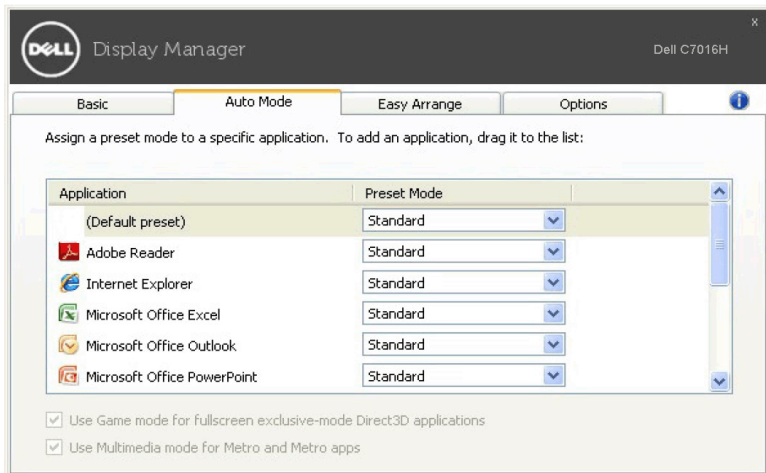 DELL Display Manager
x
Dell C7016H
Basic Auto Mode Easy Arrange Options
Assign a preset mode to a specific application. To add an application, drag it to the list:
Application Preset Mode
(Default preset) Standard
Adobe Reader Standard
Internet Explorer Standard
Microsoft Office Excel Standard
Microsoft Office Outlook Standard
Microsoft Office PowerPoint Standard
Use Game mode for fullscreen exclusive-mode Direct3D applications
Use Multimedia mode for Metro and Metro apps